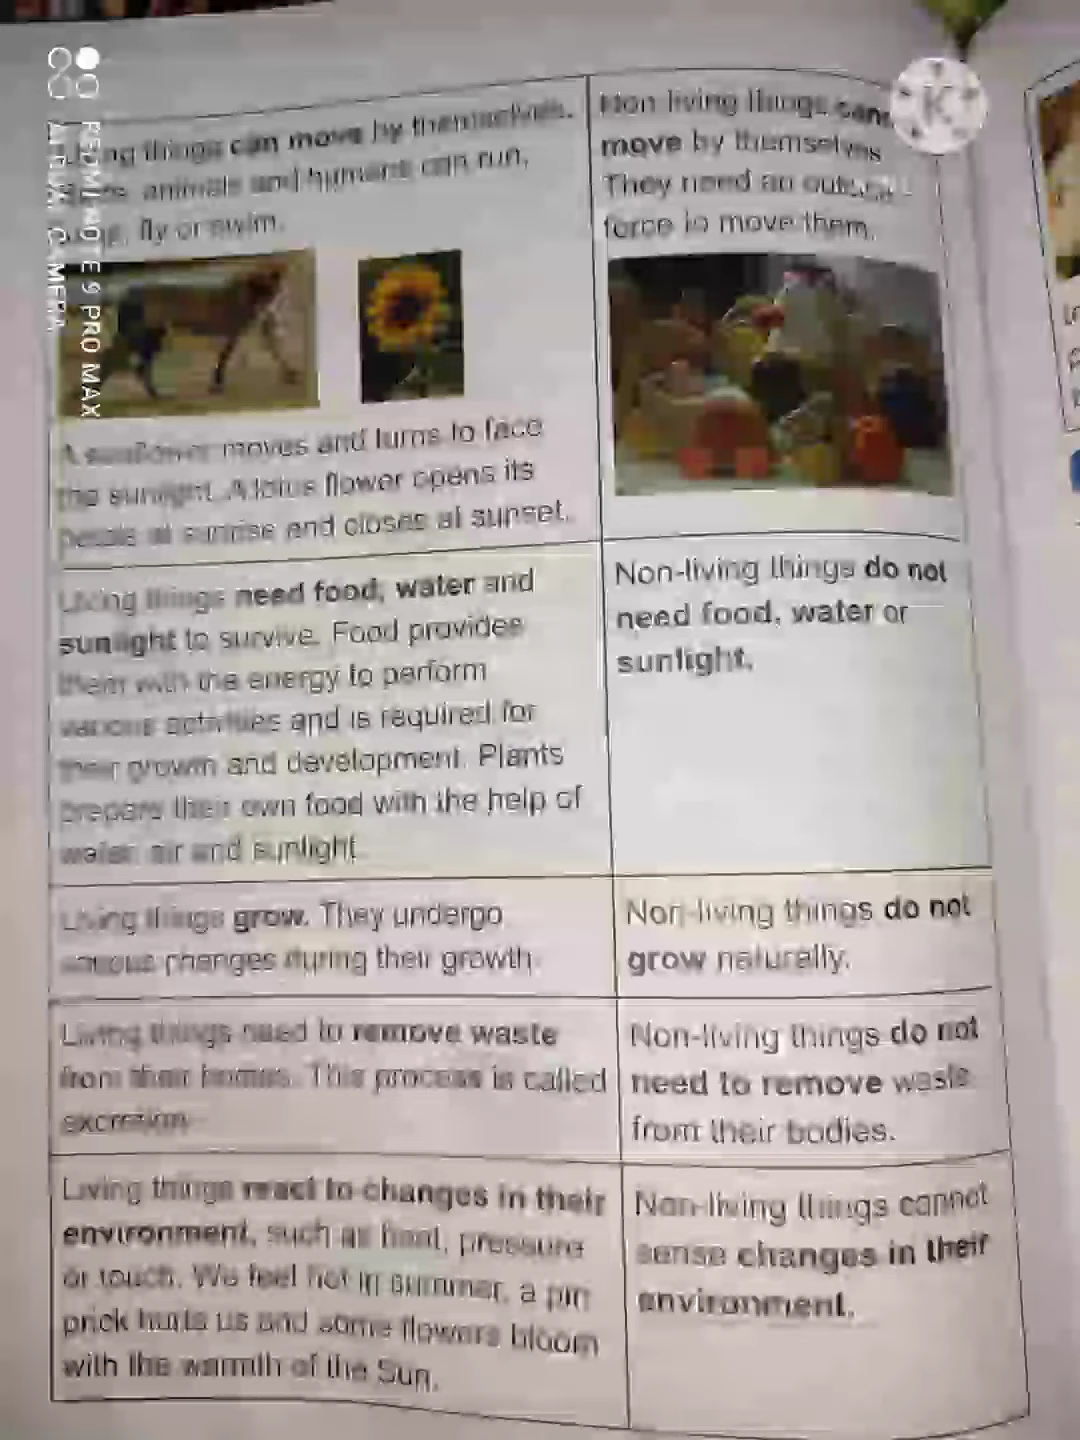 things can move by themselves.
animals and humans can run,
fly or swim.
A sunflower moves and turns to face
the sunlight. A lotus flower opens its
petals at sunrise and closes at sunset.
Non living things
move by themselves
They need an
force to move them.
Living things need food, water and
sunlight to survive. Food provides
them with the energy to perform
various activities and is required for
their growth and development. Plants
prepare their own food with the help of
water, air and sunlight.
Non-living things do not
need food, water or
sunlight.
Living things grow. They undergo
various changes during their growth.
Non-living things do not
grow naturally.
Living things need to remove waste
from their bodies. This process is called
excretion.
Non-living things do not
need to remove waste
from their bodies.
Living things react to changes in their
environment, such as heat, pressure
or touch. We feel hot in summer, a pin
prick hurts us and some flowers bloom
with the warmth of the Sun.
Non-living things cannot
sense changes in their
environment.
REDMI NOTE 9 PRO MAX
AI QUAD CAMERA
K